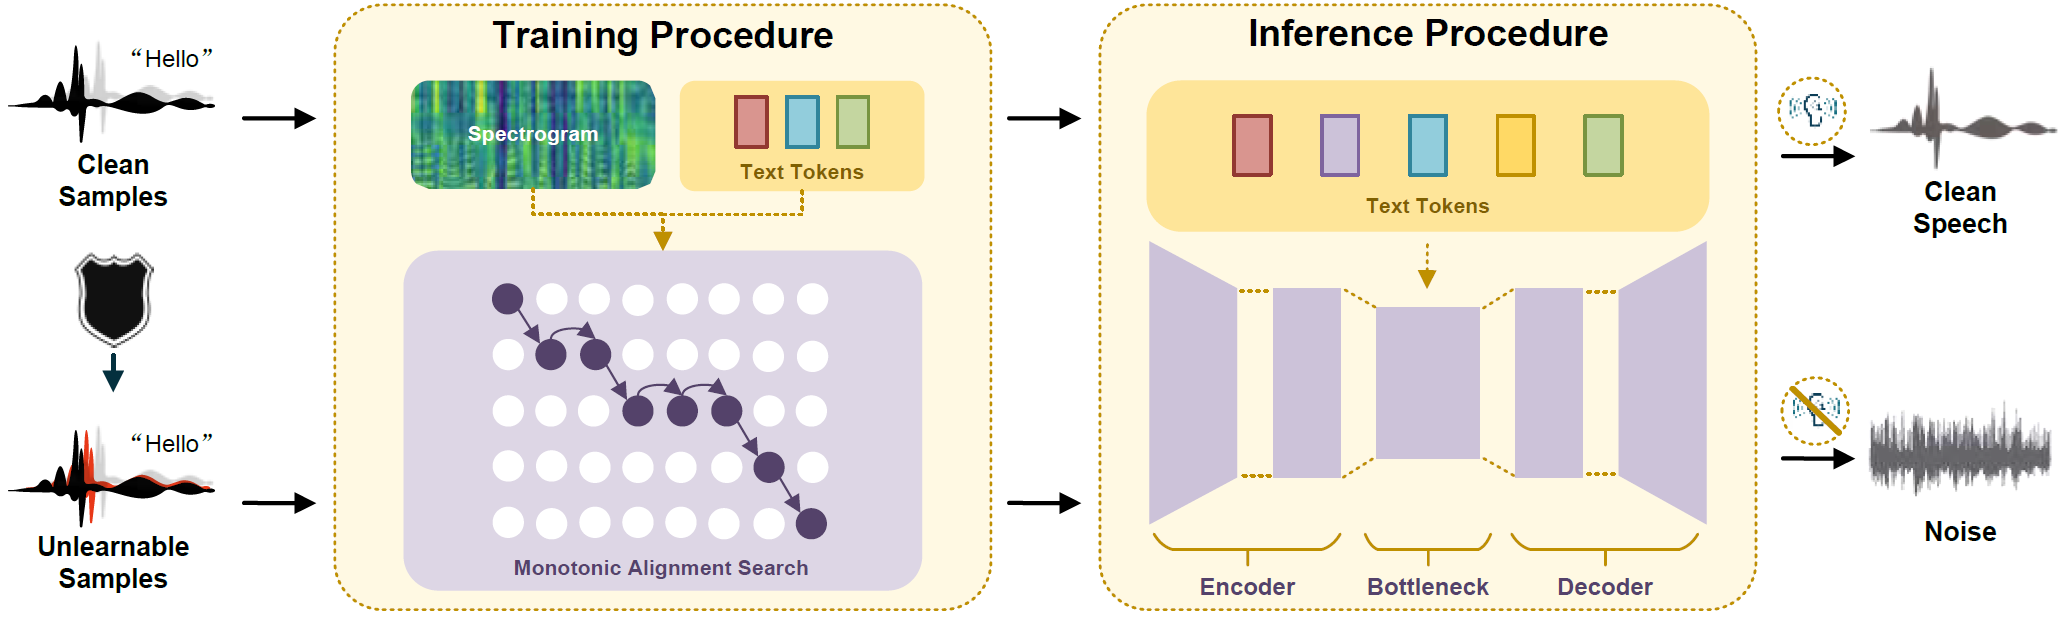 “Hello”
Clean
Samples
“Hello”
Unlearnable
Samples
Training Procedure
Spectrogram
Text Tokens
Monotonic Alignment Search
Inference Procedure
Text Tokens
Encoder
Bottleneck
Decoder
Clean
Speech
Noise